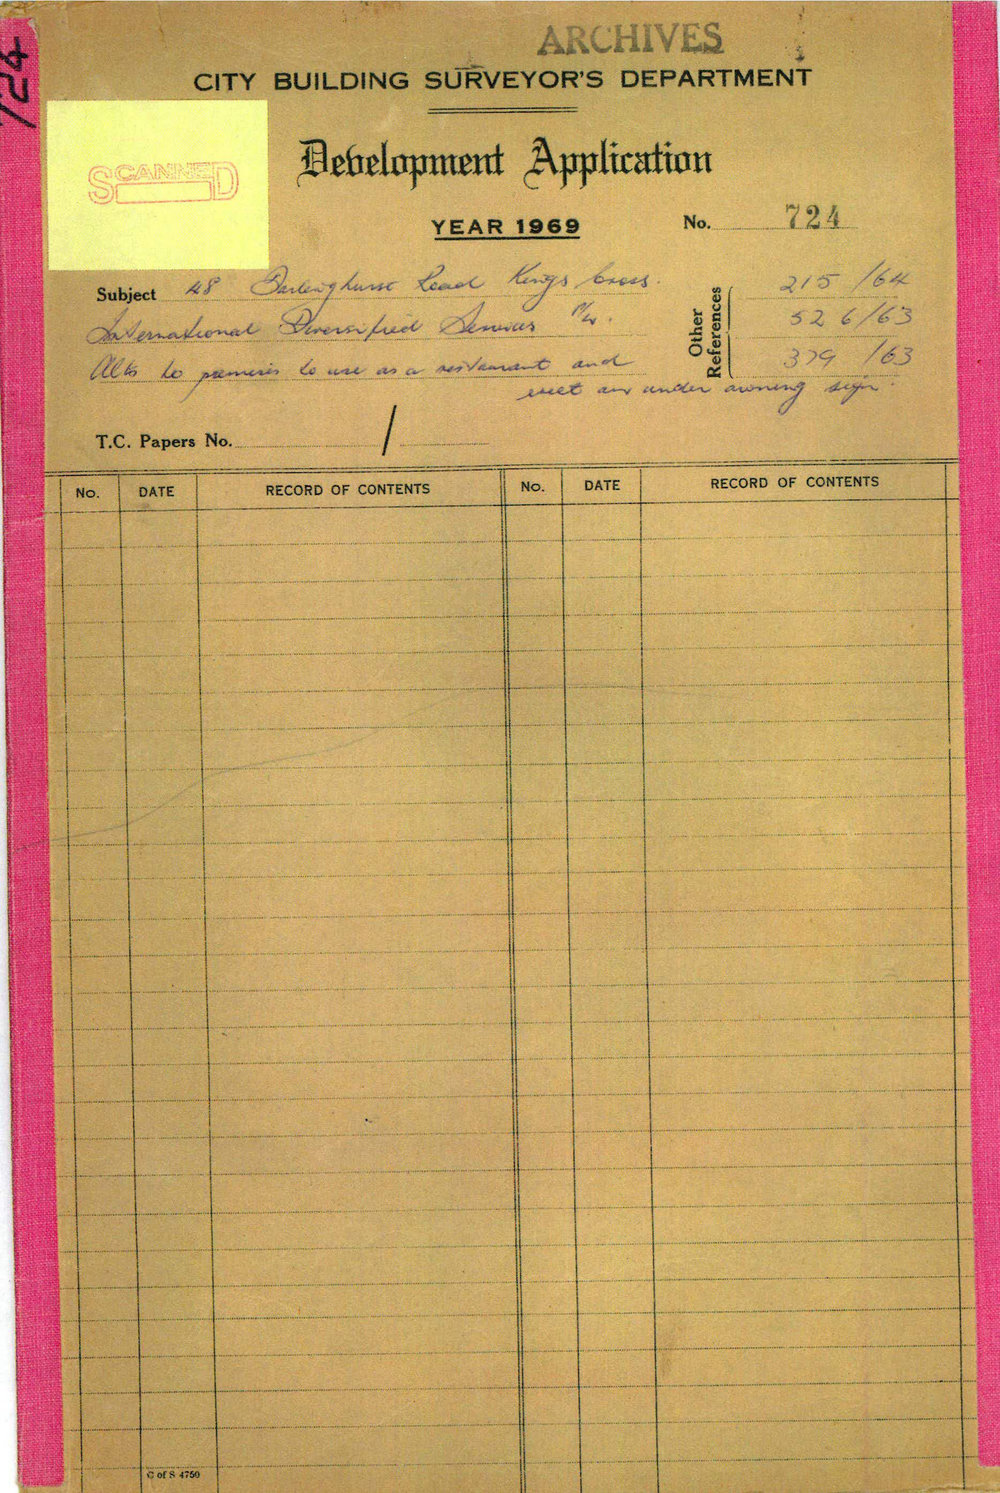 724
ARCHIVES
CITY BUILDING SURVEYOR'S DEPARTMENT
SCANNED
Development Application
YEAR 1969
No. 724
Subject 48 Darlinghurst Road Kings Cross.
International Diversified Services P/L.
Alts to premises to use as a restaurant and
erect an under awning sign.
Other References
215/64
526/63
379/63
T.C. Papers No. /
No. DATE RECORD OF CONTENTS No. DATE RECORD OF CONTENTS
C of S 4750